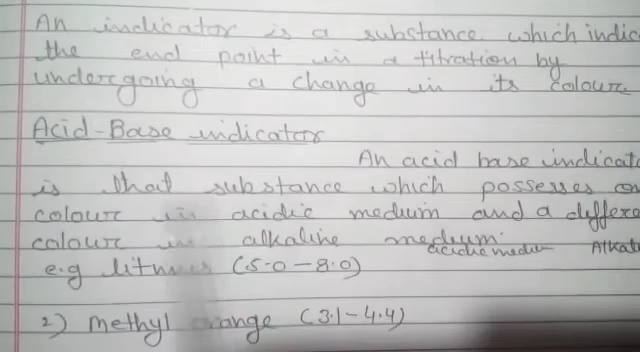 An indicator is a substance which indic
the end point in a titration by
undergoing a change in its colour
Acid-Base indicators
An acid base indicat
is that substance which possesses on
colour in acidic medium and a differe
colour in alkaline medium.
acidic medium Alkal
e.g litmus (5.0-8.0)
2) Methyl orange (3.1-4.4)